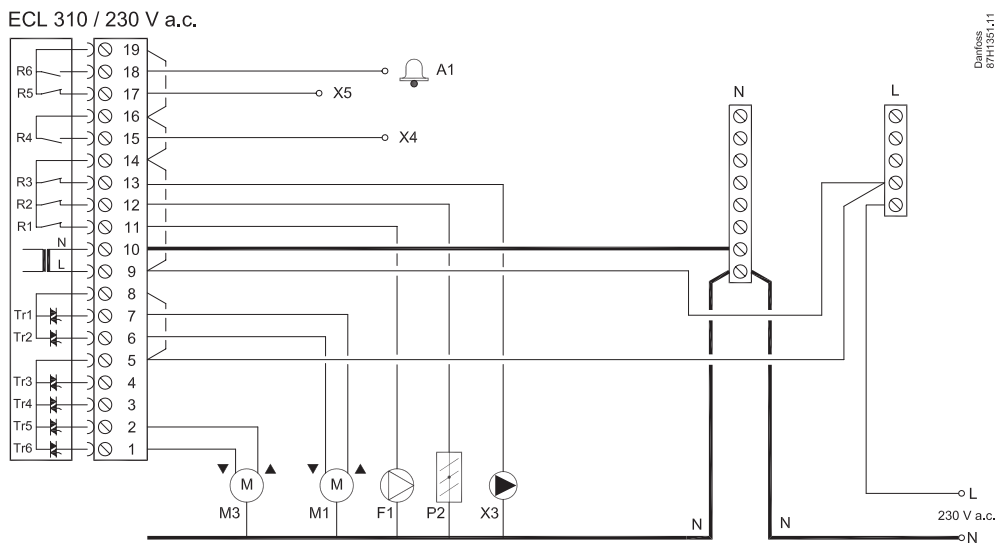 ECL 310 / 230 V a.c.
Danfoss
87H1351.11
19
R6 18 A1
R5 17 X5
16
R4 15 X4
14
R3 13
R2 12
R1 11
N 10
L 9
8
Tr1 7
Tr2 6
5
Tr3 4
Tr4 3
Tr5 2
Tr6 1
N L
M M
M3 M1 F1 P2 X3
L
230 V a.c.
N N N